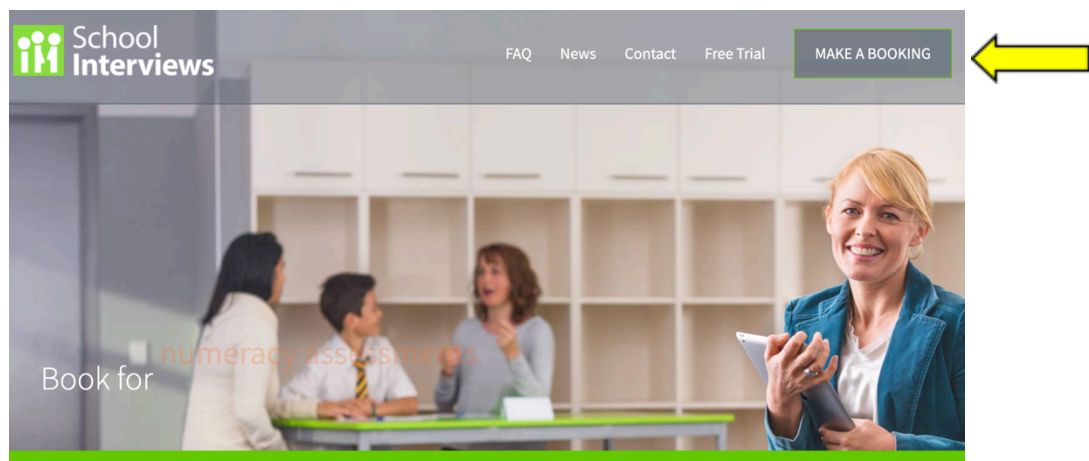 School
Interviews
FAQ News Contact Free Trial MAKE A BOOKING
numeracy assessments
Book for